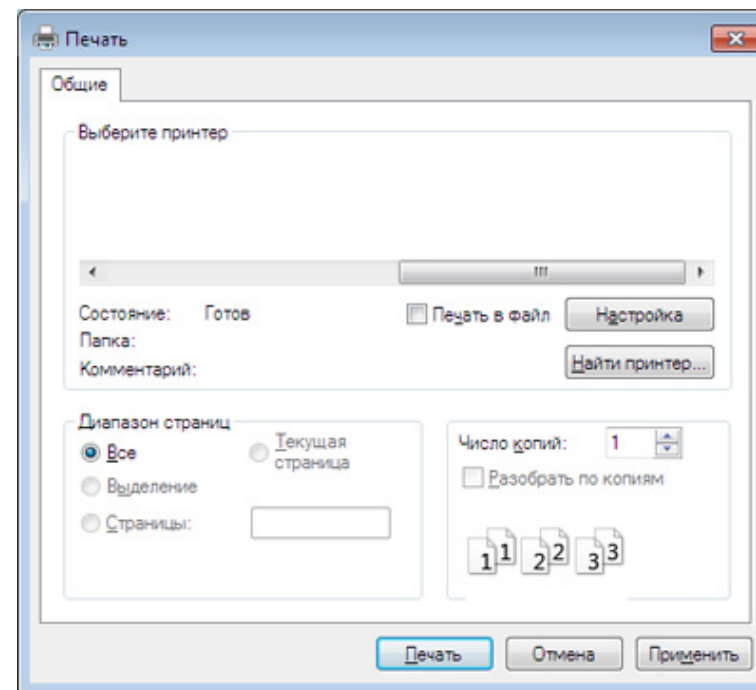 Печать
Общие
Выберите принтер
Состояние: Готов
Печать в файл
Настройка
Папка:
Комментарий:
Найти принтер...
Диапазон страниц
Все
Текущая страница
Выделение
Страницы:
Число копий: 1
Разобрать по копиям
1 1 2 2 3 3
Печать Отмена Применить